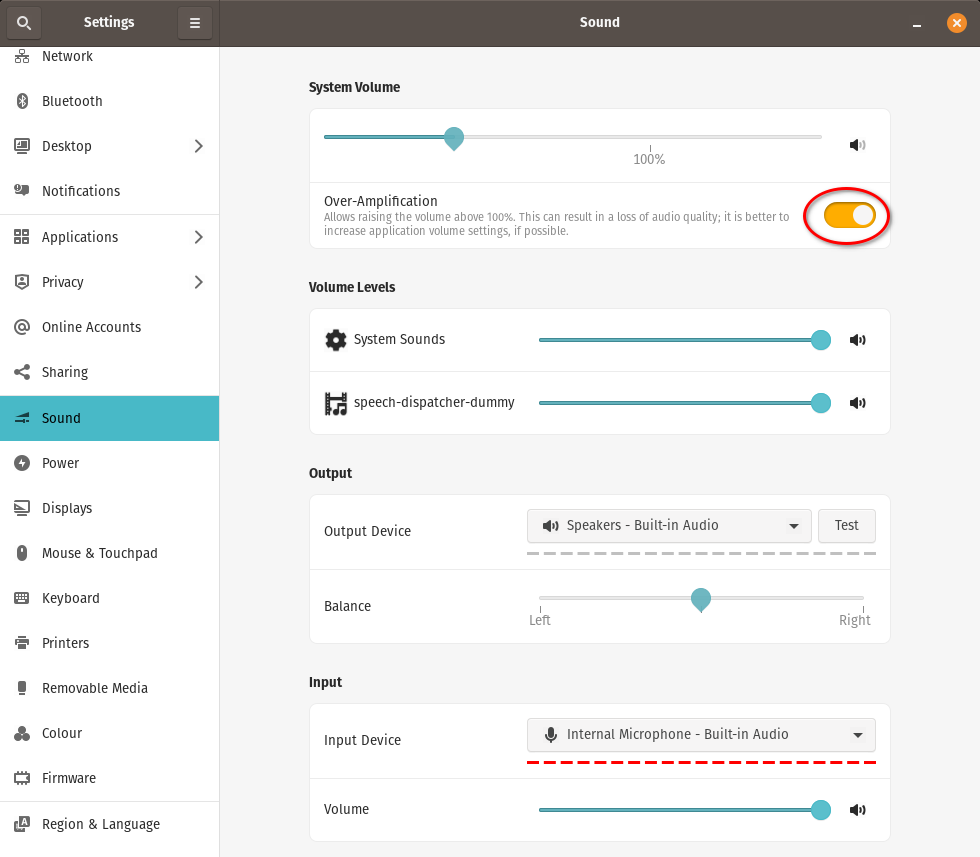 Settings
Sound
Network
Bluetooth
Desktop
Notifications
Applications
Privacy
Online Accounts
Sharing
Sound
Power
Displays
Mouse & Touchpad
Keyboard
Printers
Removable Media
Colour
Firmware
Region & Language
System Volume
100%
Over-Amplification
Allows raising the volume above 100%. This can result in a loss of audio quality; it is better to
increase application volume settings, if possible.
Volume Levels
System Sounds
speech-dispatcher-dummy
Output
Output Device
Speakers - Built-in Audio
Test
Balance
Left
Right
Input
Input Device
Internal Microphone - Built-in Audio
Volume